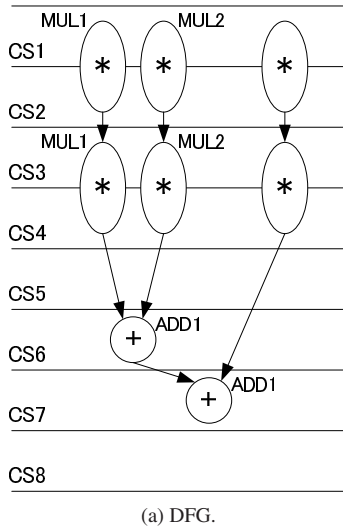 MUL1 MUL2
CS1
* * *
CS2
MUL1 MUL2
CS3
* * *
CS4
CS5
ADD1
+
CS6
ADD1
+
CS7
CS8
(a) DFG.